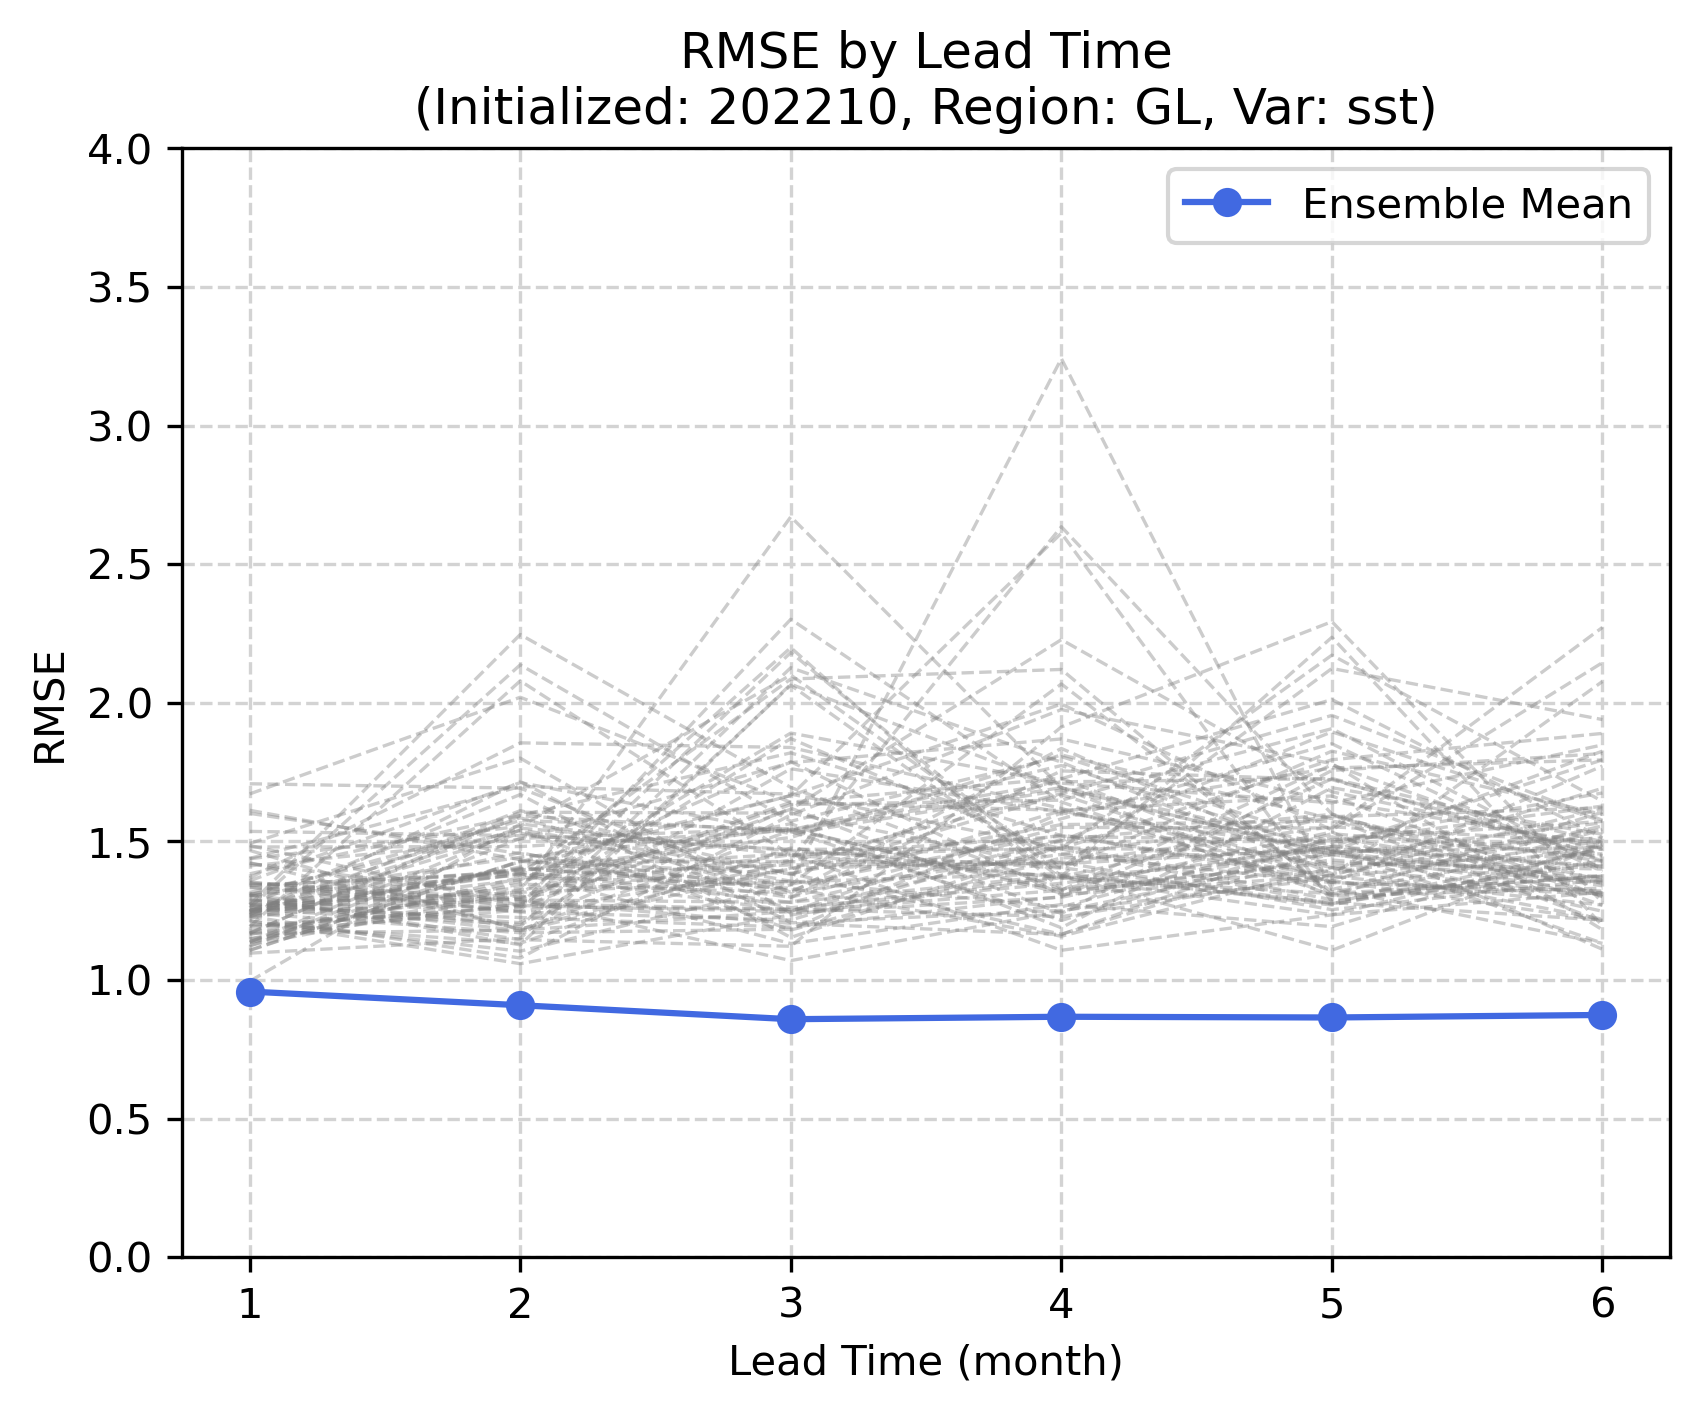 RMSE by Lead Time
(Initialized: 202210, Region: GL, Var: sst)
Ensemble Mean
4.0
3.5
3.0
2.5
2.0
1.5
1.0
0.5
0.0
RMSE
1 2 3 4 5 6
Lead Time (month)